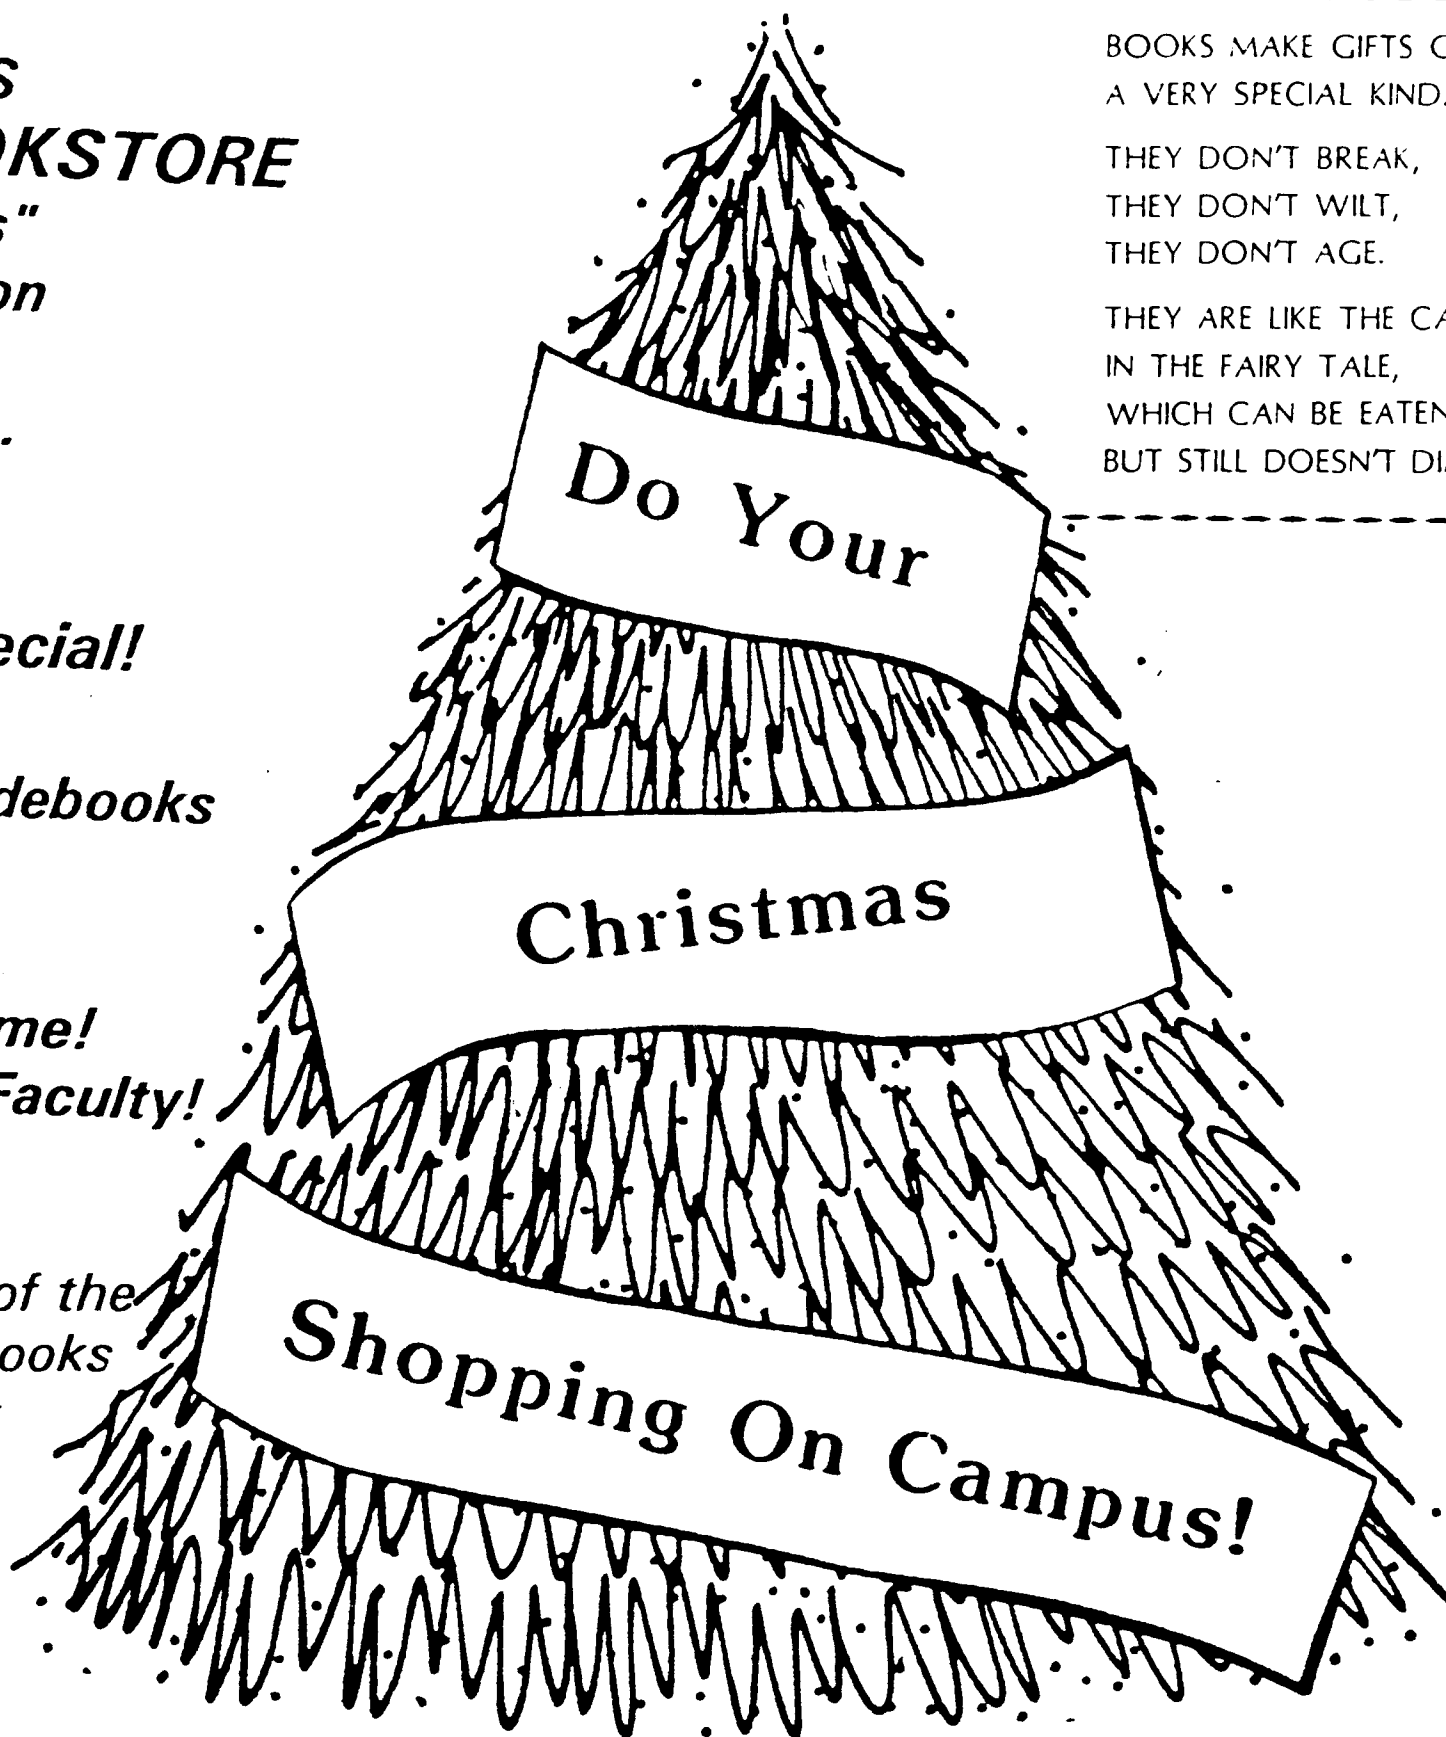 S
OKSTORE
s"
on
ecial!
debooks
me!
Faculty!
of the
ooks
Do Your
Christmas
Shopping On Campus!
BOOKS MAKE GIFTS
A VERY SPECIAL KIND.
THEY DON'T BREAK,
THEY DON'T WILT,
THEY DON'T AGE.
THEY ARE LIKE THE CA
IN THE FAIRY TALE,
WHICH CAN BE EATEN
BUT STILL DOESN'T DI